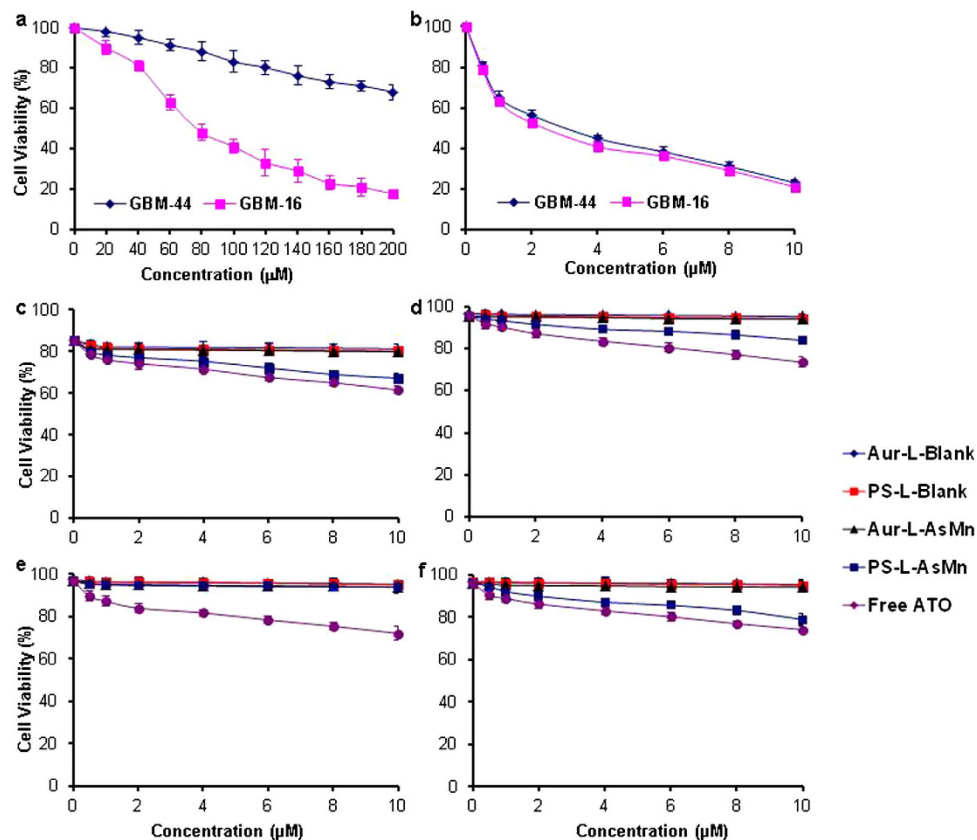 a
100
80
60
40
20
0
Cell Viability (%)
GBM-44 GBM-16
0 20 40 60 80 100 120 140 160 180 200
Concentration (µM)
b
100
80
60
40
20
0
GBM-44 GBM-16
0 2 4 6 8 10
Concentration (µM)
c
100
80
60
40
20
0
Cell Viability (%)
0 2 4 6 8 10
d
100
80
60
40
20
0
0 2 4 6 8 10
e
100
80
60
40
20
0
Cell Viability (%)
0 2 4 6 8 10
Concentration (µM)
f
100
80
60
40
20
0
0 2 4 6 8 10
Concentration (µM)
Aur-L-Blank
PS-L-Blank
Aur-L-AsMn
PS-L-AsMn
Free ATO